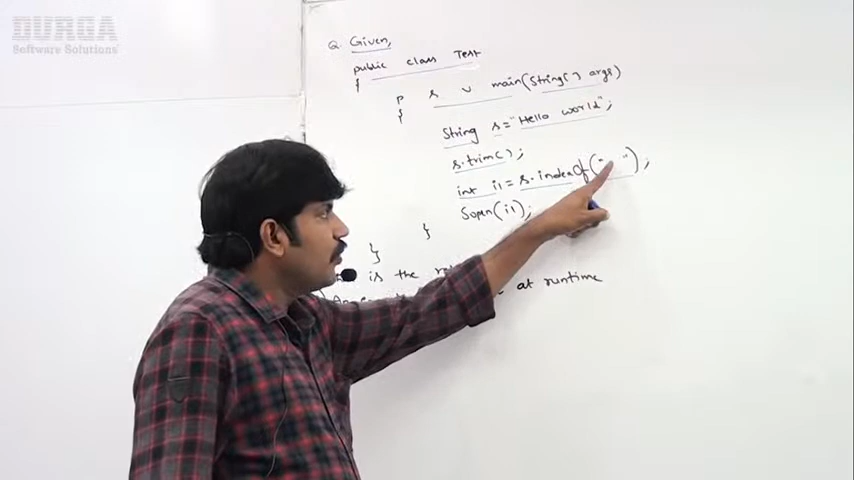 DURGA
Software Solutions
Q. Given,
public class Test
{
p s v main(String[] args)
{
String s="Hello world";
s.trim();
int i1=s.indexOf(" ");
Sopln(i1);
}
}
is the
at runtime